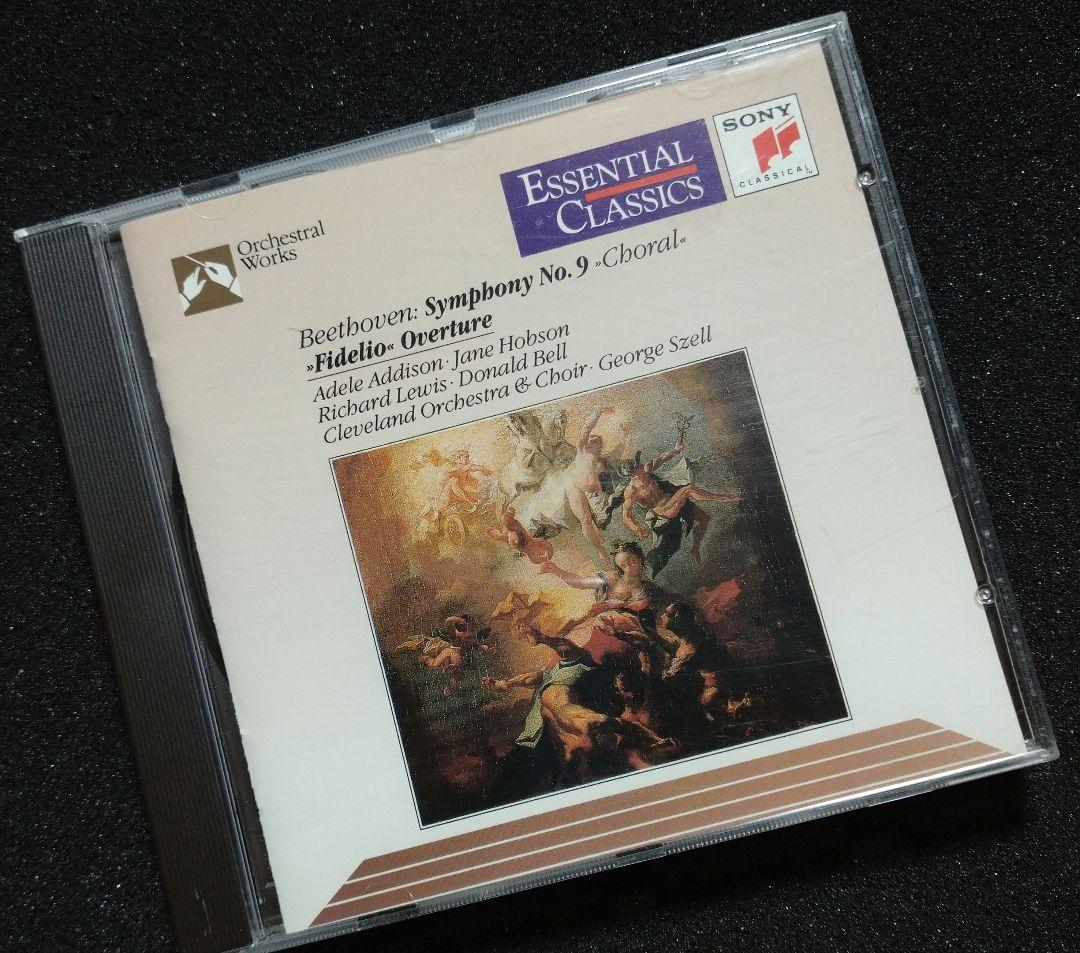 ESSENTIAL
CLASSICS
SONY
CLASSICAL™
Orchestral
Works
Beethoven: Symphony No. 9 »Choral«
»Fidelio« Overture
Adele Addison · Jane Hobson
Richard Lewis · Donald Bell
Cleveland Orchestra & Choir · George Szell